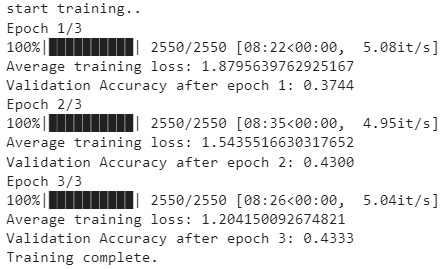 start training..
Epoch 1/3
100%|██████████| 2550/2550 [08:22<00:00,  5.08it/s]
Average training loss: 1.8795639762925167
Validation Accuracy after epoch 1: 0.3744
Epoch 2/3
100%|██████████| 2550/2550 [08:35<00:00,  4.95it/s]
Average training loss: 1.5435516630317652
Validation Accuracy after epoch 2: 0.4300
Epoch 3/3
100%|██████████| 2550/2550 [08:26<00:00,  5.04it/s]
Average training loss: 1.204150092674821
Validation Accuracy after epoch 3: 0.4333
Training complete.